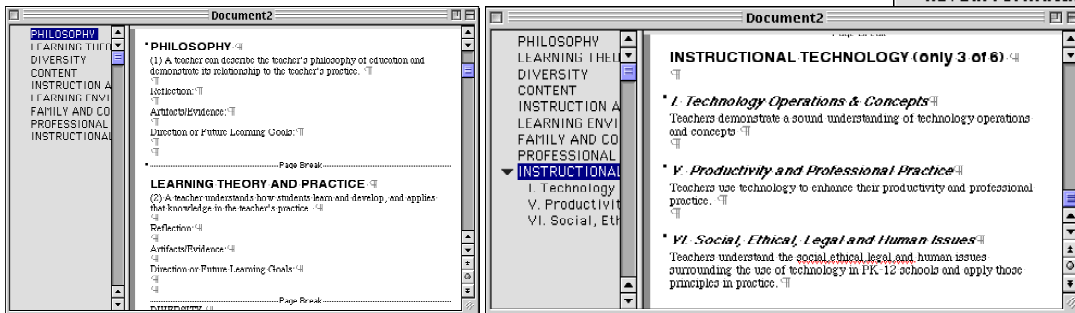 Document2
PHILOSOPHY
LEARNING THEO
DIVERSITY
CONTENT
INSTRUCTION A
LEARNING ENVI
FAMILY AND CO
PROFESSIONAL
INSTRUCTIONAL
PHILOSOPHY
(1) A teacher can describe the teacher's philosophy of education and
demonstrate its relationship to the teacher's practice.
Reflection:
Artifacts/Evidence:
Direction or Future Learning Goals:
Page Break
LEARNING THEORY AND PRACTICE
(2) A teacher understands how students learn and develop, and applies
that knowledge in the teacher's practice.
Reflection:
Artifacts/Evidence:
Direction or Future Learning Goals:
Page Break
DIVERSITY
Document2
PHILOSOPHY
LEARNING THEO
DIVERSITY
CONTENT
INSTRUCTION A
LEARNING ENVI
FAMILY AND CO
PROFESSIONAL
INSTRUCTIONAL
I. Technology
V. Productivit
VI. Social, Eth
Page Break
INSTRUCTIONAL TECHNOLOGY (only 3 of 6)
I. Technology Operations & Concepts
Teachers demonstrate a sound understanding of technology operations
and concepts
V. Productivity and Professional Practice
Teachers use technology to enhance their productivity and professional
practice.
VI. Social, Ethical, Legal and Human Issues
Teachers understand the social,ethical,legal,and human issues
surrounding the use of technology in PK-12 schools and apply those
principles in practice.